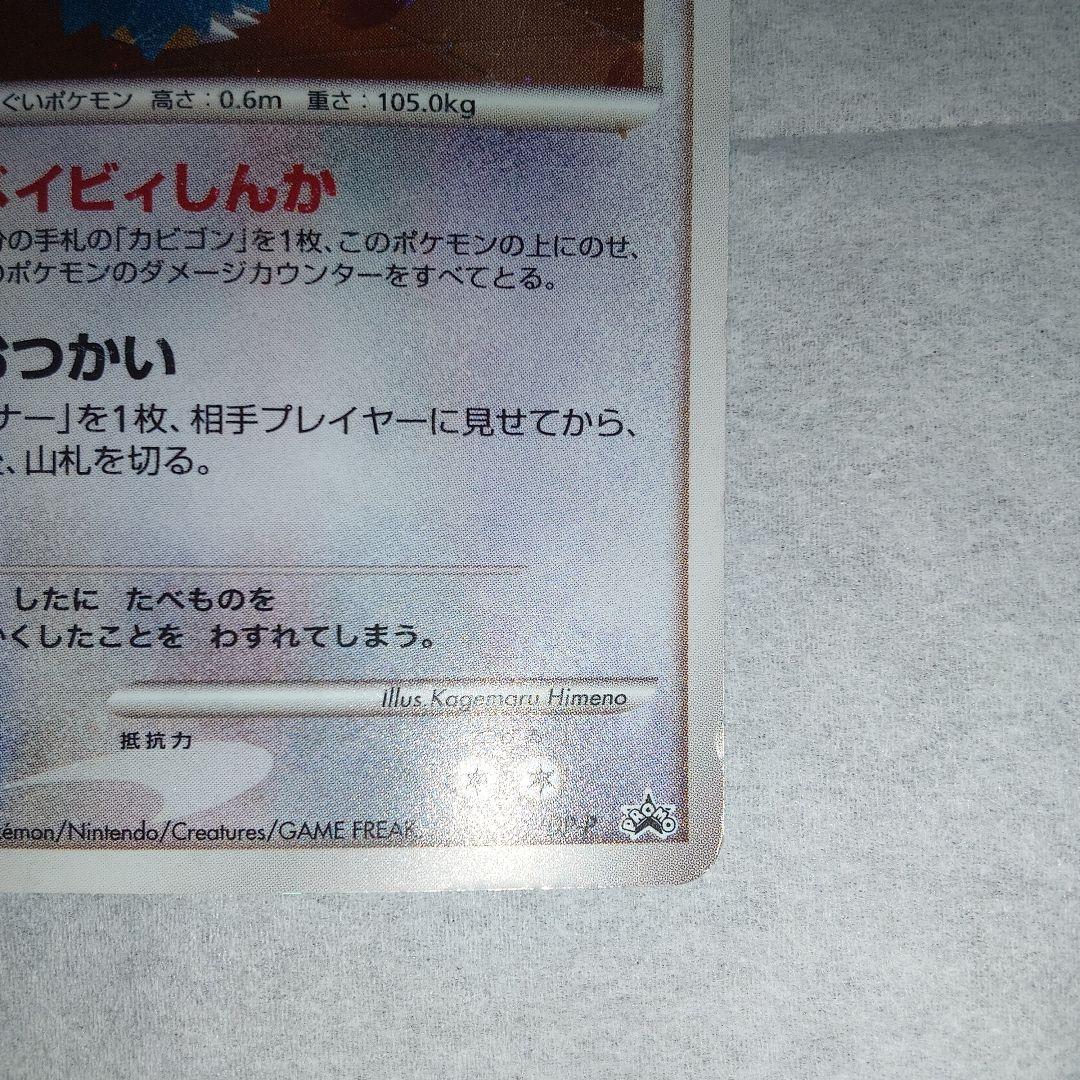 ぐいポケモン 高さ：0.6m 重さ：105.0kg
ベイビィしんか
分の手札の「カビゴン」を1枚、このポケモンの上にのせ、
のポケモンのダメージカウンターをすべてとる。
おつかい
ナー」を1枚、相手プレイヤーに見せてから、
、山札を切る。
したに たべものを
かくしたことを わすれてしまう。
Illus. Kagemaru Himeno
抵抗力 にげる
émon/Nintendo/Creatures/GAME FREAK. DP-P PROMO